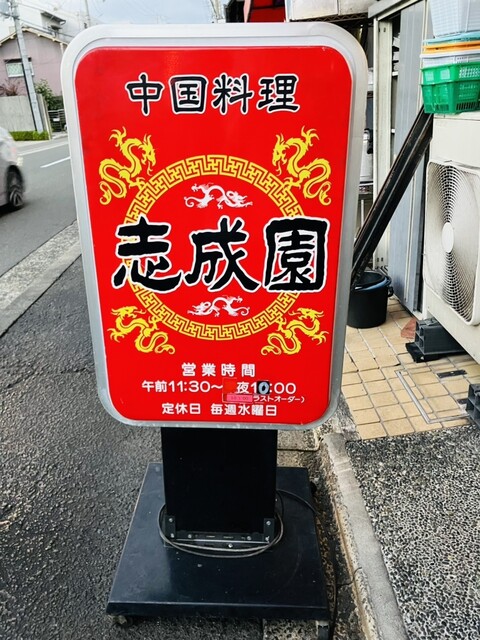 中国料理
志成園
営業時間
午前11:30〜 夜10:00
ラストオーダー)
定休日 毎週水曜日